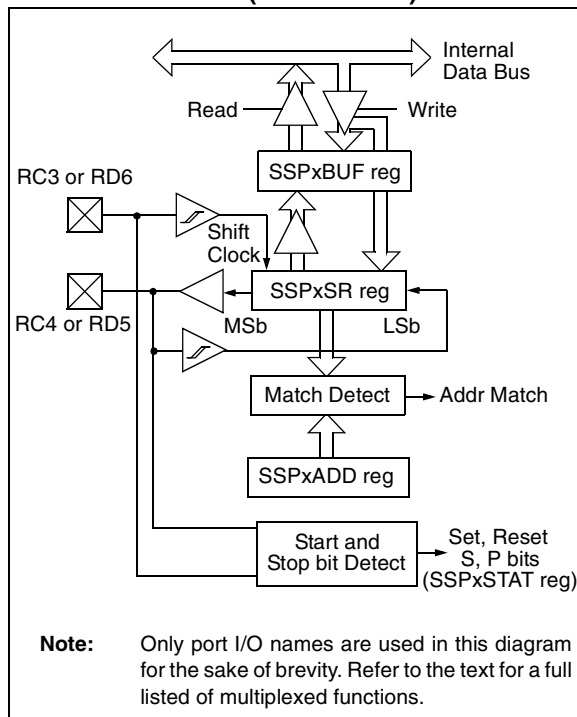 Internal
Data Bus
Read
Write
SSPxBUF reg
RC3 or RD6
Shift
Clock
SSPxSR reg
RC4 or RD5
MSb
LSb
Match Detect
Addr Match
SSPxADD reg
Start and
Stop bit Detect
Set, Reset
S, P bits
(SSPxSTAT reg)
Note: Only port I/O names are used in this diagram
for the sake of brevity. Refer to the text for a full
listed of multiplexed functions.